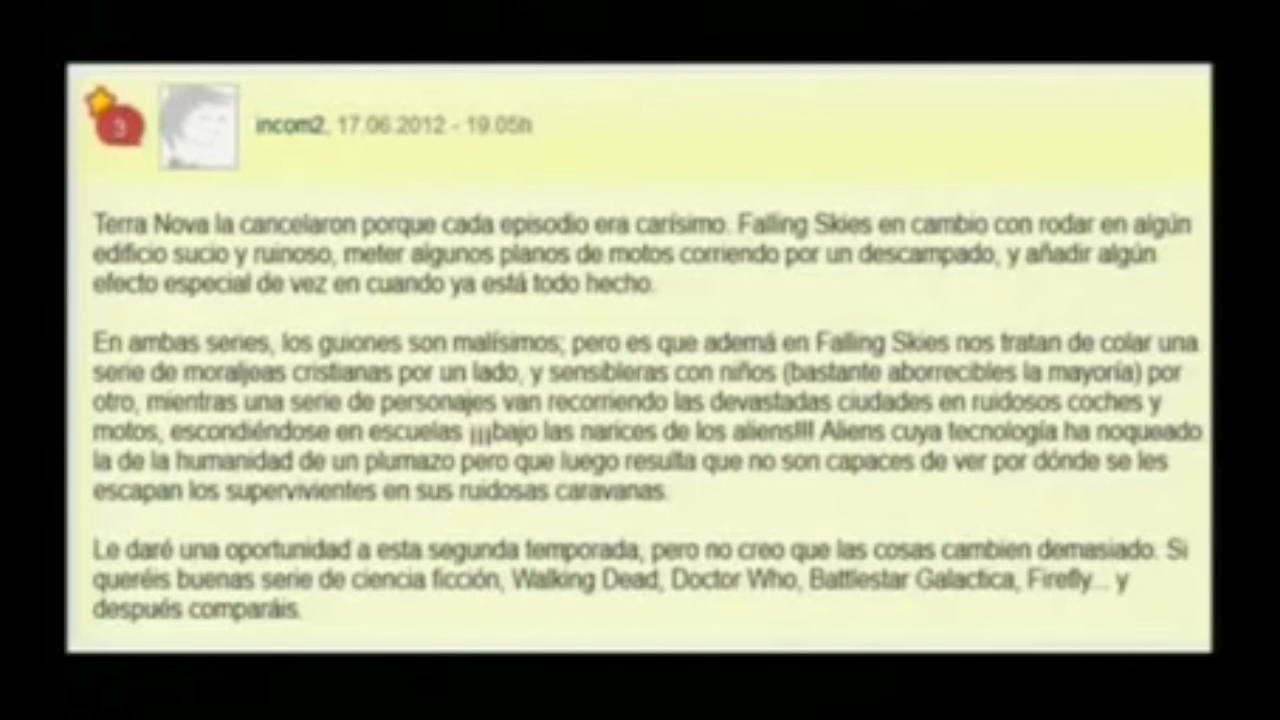 3
incom2, 17.06.2012 - 19.05h
Terra Nova la cancelaron porque cada episodio era carísimo. Falling Skies en cambio con rodar en algún
edificio sucio y ruinoso, meter algunos planos de motos corriendo por un descampado, y añadir algún
efecto especial de vez en cuando ya está todo hecho.
En ambas series, los guiones son malísimos; pero es que ademá en Falling Skies nos tratan de colar una
serie de moraljeas cristianas por un lado, y sensibleras con niños (bastante aborrecibles la mayoría) por
otro, mientras una serie de personajes van recorriendo las devastadas ciudades en ruidosos coches y
motos, escondiéndose en escuelas ¡¡¡bajo las narices de los aliens!!! Aliens cuya tecnología ha noqueado
la de la humanidad de un plumazo pero que luego resulta que no son capaces de ver por dónde se les
escapan los supervivientes en sus ruidosas caravanas.
Le daré una oportunidad a esta segunda temporada, pero no creo que las cosas cambien demasiado. Si
queréis buenas serie de ciencia ficción, Walking Dead, Doctor Who, Battlestar Galactica, Firefly... y
después comparáis.